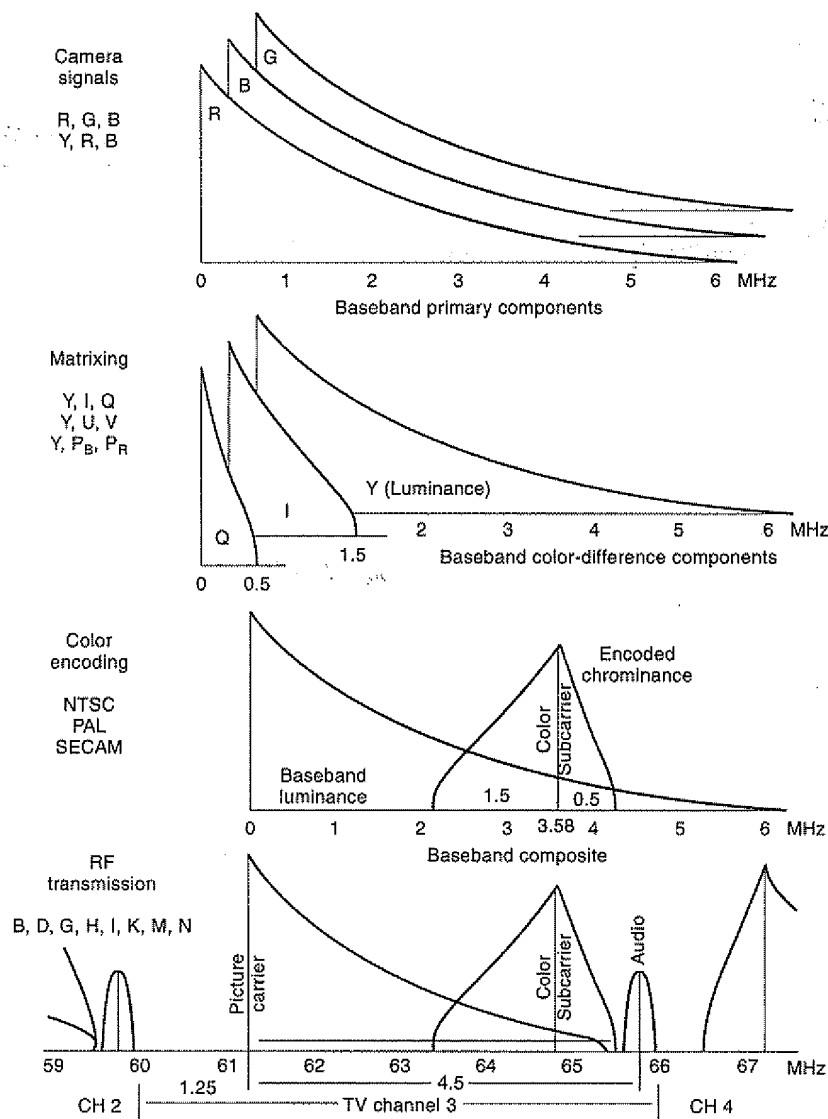 Camera
signals
R, G, B
Y, R, B
G
B
R
0 1 2 3 4 5 6 MHz
Baseband primary components
Matrixing
Y, I, Q
Y, U, V
Y, PB, PR
Y (Luminance)
I
Q
2 3 4 5 6 MHz
1.5
Baseband color-difference components
0 0.5
Color
encoding
NTSC
PAL
SECAM
Encoded
chrominance
Color
Subcarrier
Baseband
luminance
1.5 0.5
0 1 2 3 3.58 4 5 6 MHz
Baseband composite
RF
transmission
B, D, G, H, I, K, M, N
Picture
carrier
Color
Subcarrier
Audio
59 60 61 62 63 64 65 66 67 MHz
1.25 4.5
CH 2 TV channel 3 CH 4